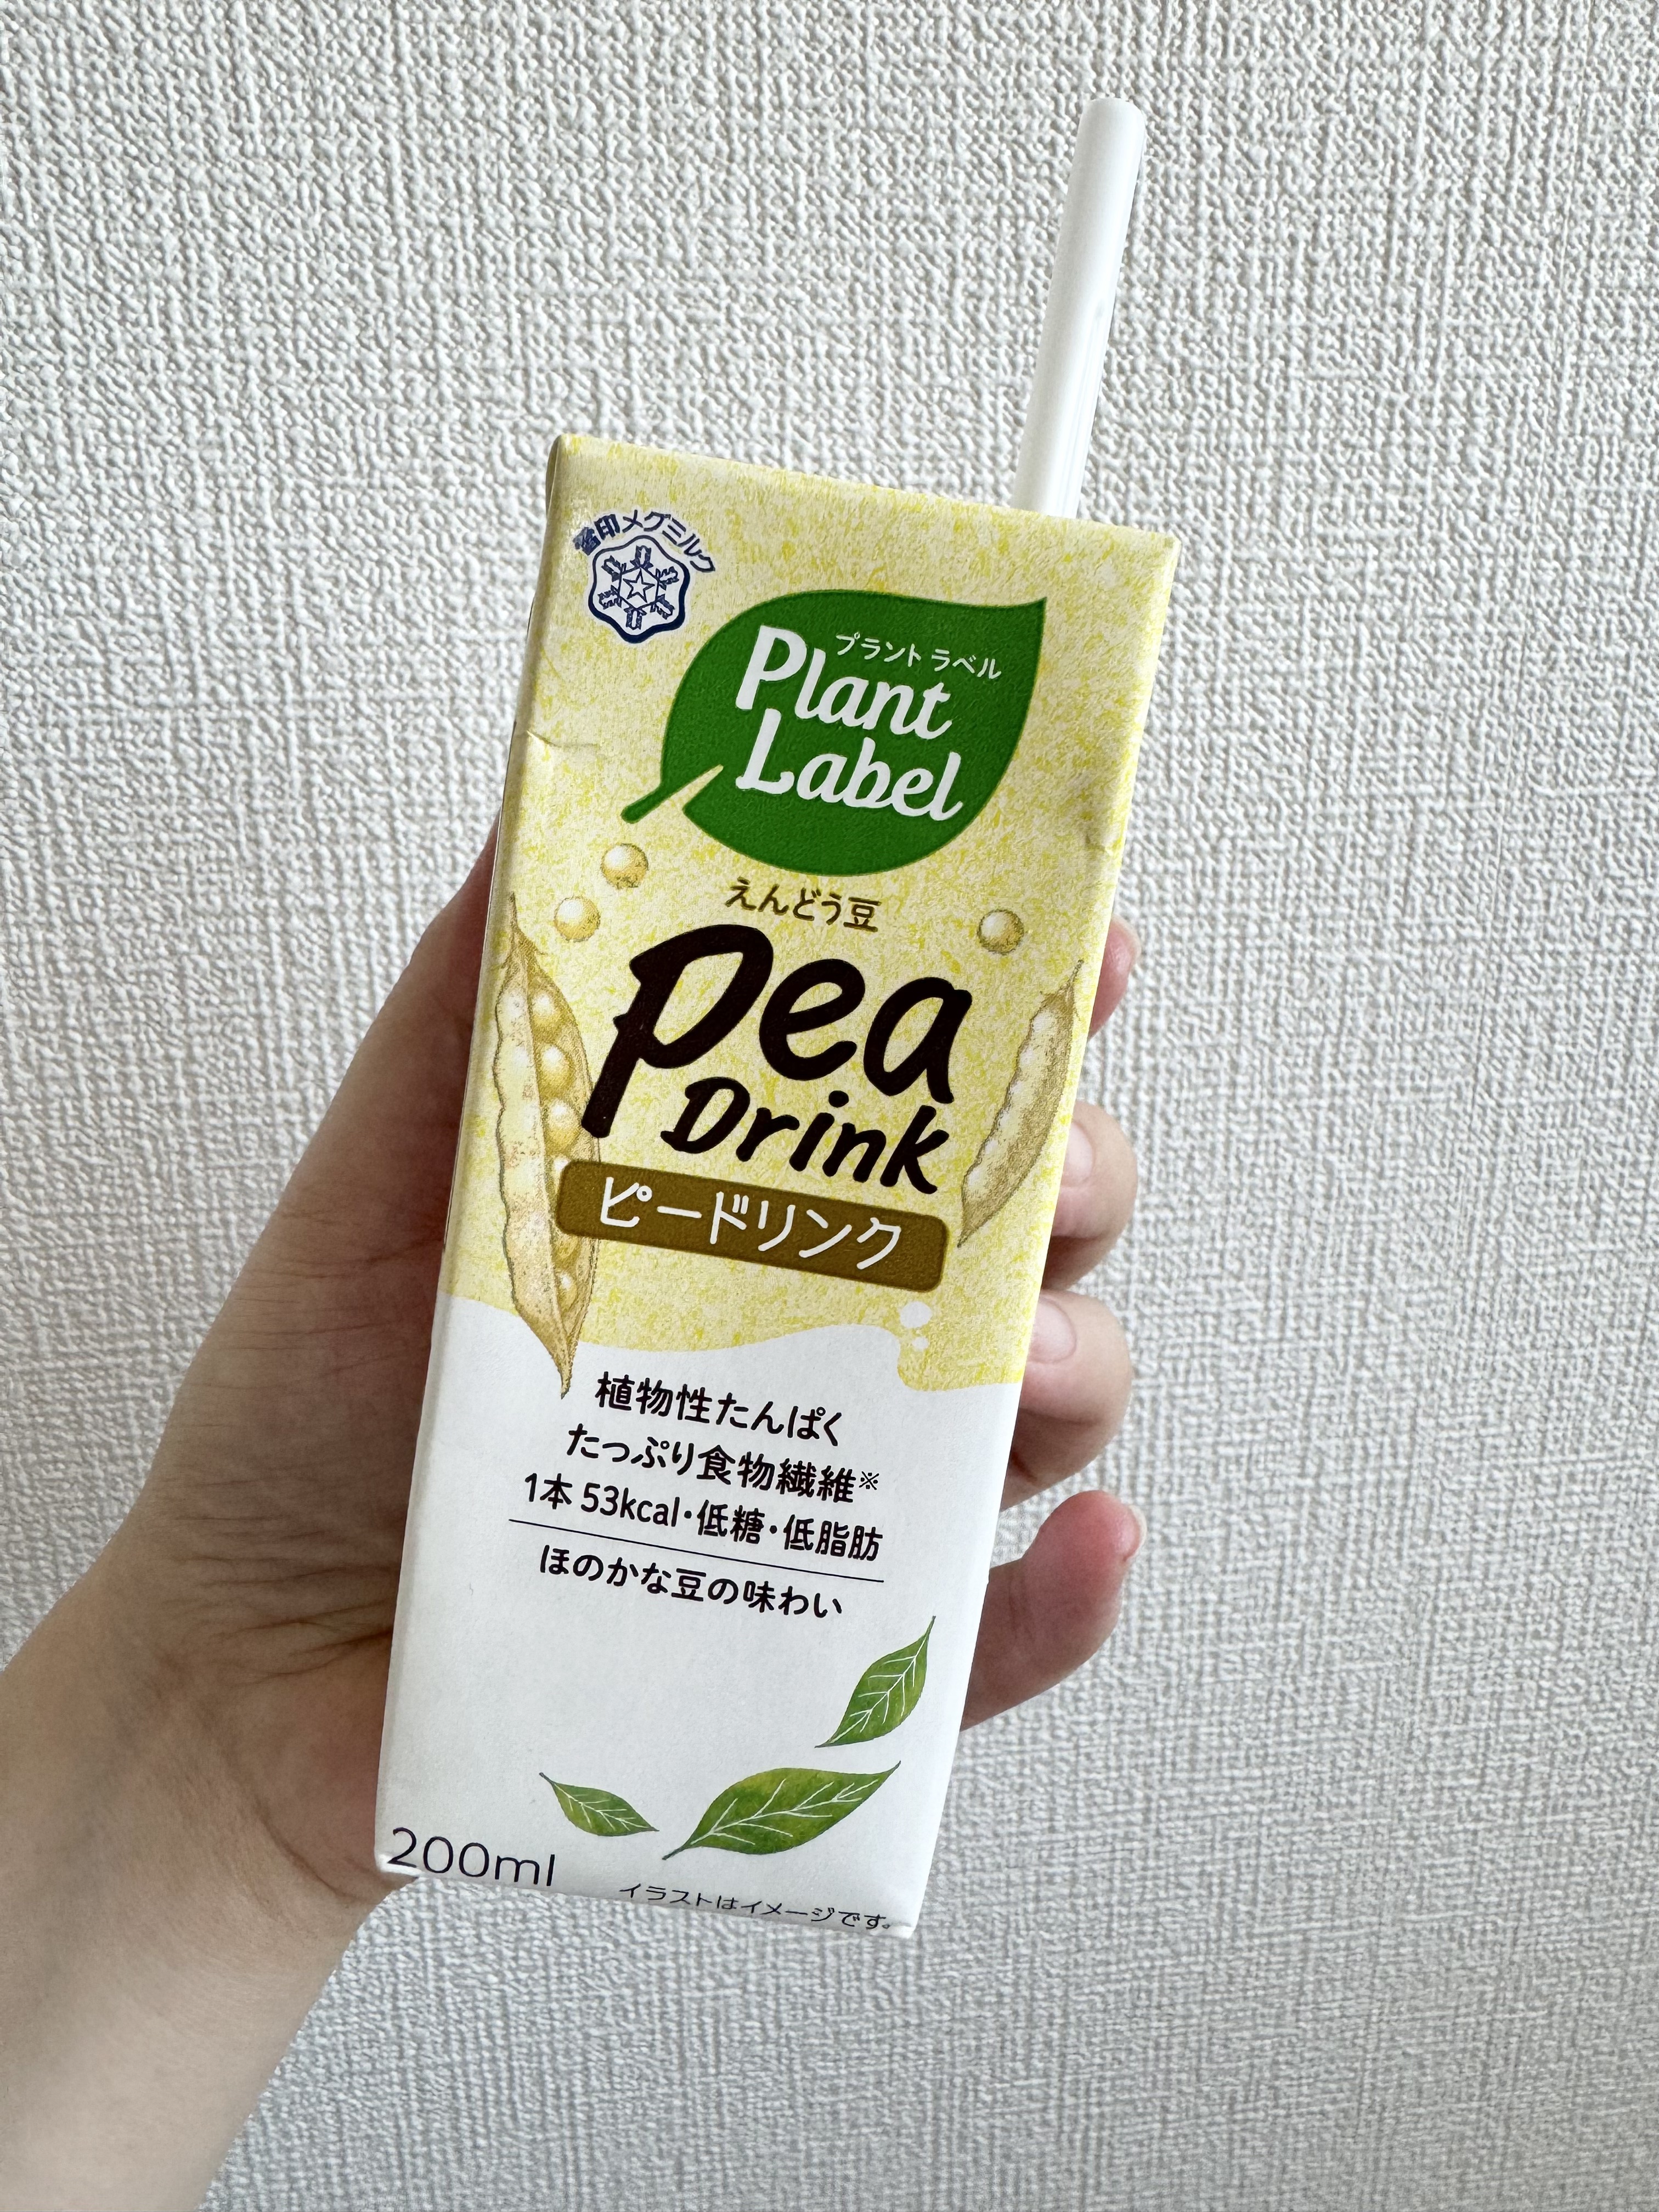 雪印メグミルク
プラントラベル
Plant
Label
えんどう豆
Pea
Drink
ピードリンク
植物性たんぱく
たっぷり食物繊維※
1本 53kcal・低糖・低脂肪
ほのかな豆の味わい
200ml
イラストはイメージです。